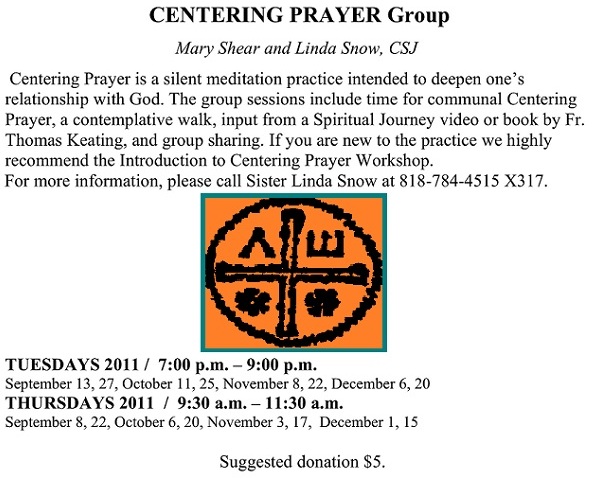 CENTERING PRAYER Group
Mary Shear and Linda Snow, CSJ
Centering Prayer is a silent meditation practice intended to deepen one’s
relationship with God. The group sessions include time for communal Centering
Prayer, a contemplative walk, input from a Spiritual Journey video or book by Fr.
Thomas Keating, and group sharing. If you are new to the practice we highly
recommend the Introduction to Centering Prayer Workshop.
For more information, please call Sister Linda Snow at 818-784-4515 X317.
Λ Ш
TUESDAYS 2011 / 7:00 p.m. – 9:00 p.m.
September 13, 27, October 11, 25, November 8, 22, December 6, 20
THURSDAYS 2011 / 9:30 a.m. – 11:30 a.m.
September 8, 22, October 6, 20, November 3, 17, December 1, 15
Suggested donation $5.